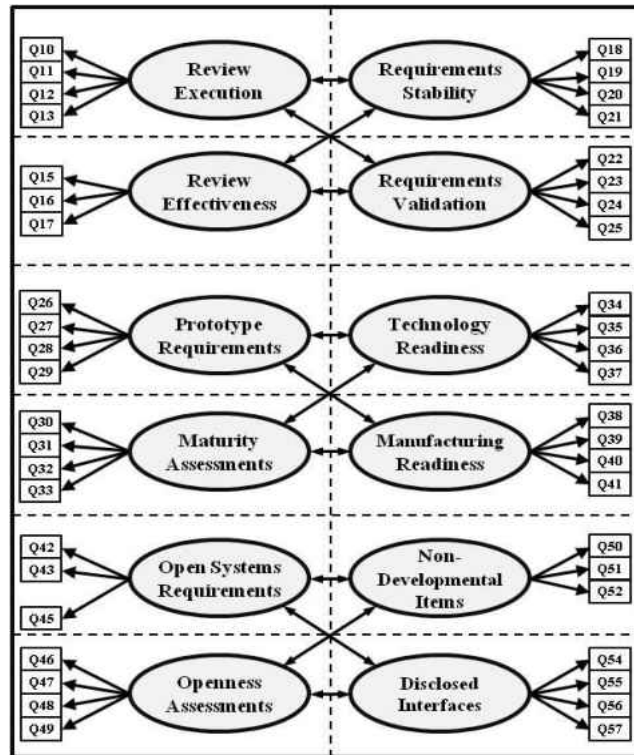 Q10
Q11
Q12
Q13
Review
Execution
Requirements
Stability
Q18
Q19
Q20
Q21
Q15
Q16
Q17
Review
Effectiveness
Requirements
Validation
Q22
Q23
Q24
Q25
Q26
Q27
Q28
Q29
Prototype
Requirements
Technology
Readiness
Q34
Q35
Q36
Q37
Q30
Q31
Q32
Q33
Maturity
Assessments
Manufacturing
Readiness
Q38
Q39
Q40
Q41
Q42
Q43
Q45
Open Systems
Requirements
Non-
Developmental
Items
Q50
Q51
Q52
Q46
Q47
Q48
Q49
Openness
Assessments
Disclosed
Interfaces
Q54
Q55
Q56
Q57